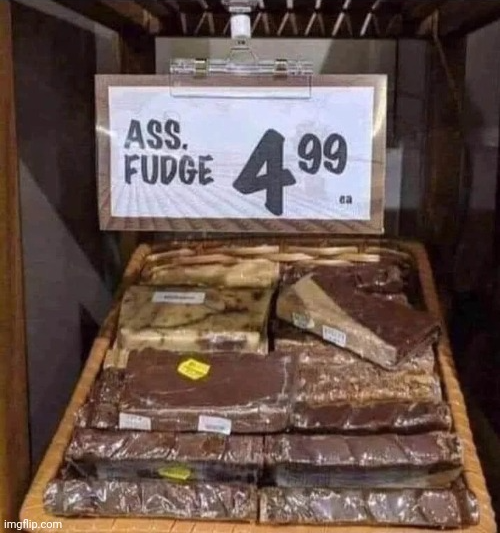 ASS.
FUDGE
4.99
ea
imgflip.com